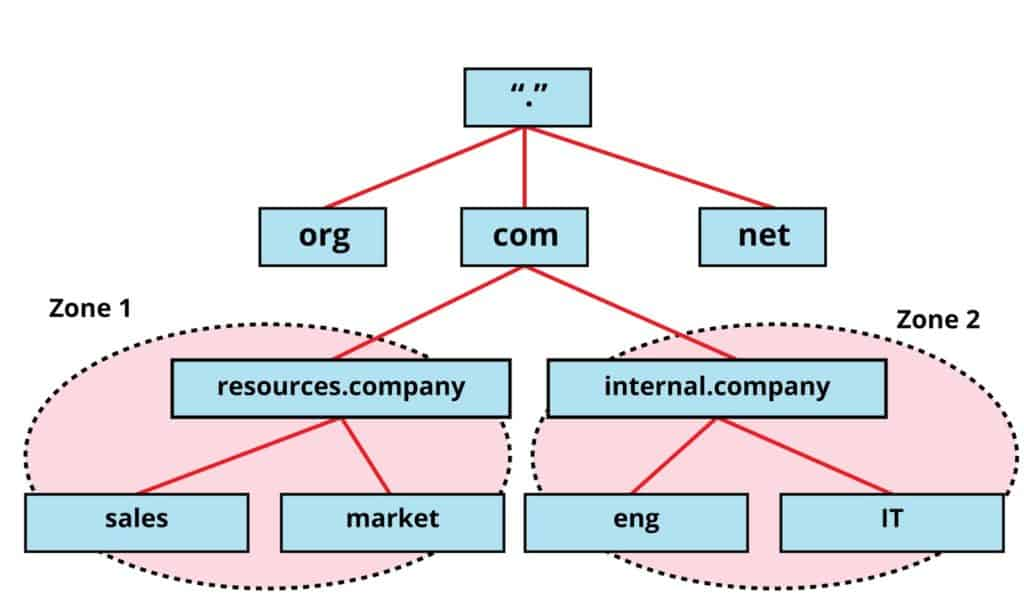 “.”
org
com
net
Zone 1
Zone 2
resources.company
internal.company
sales
market
eng
IT